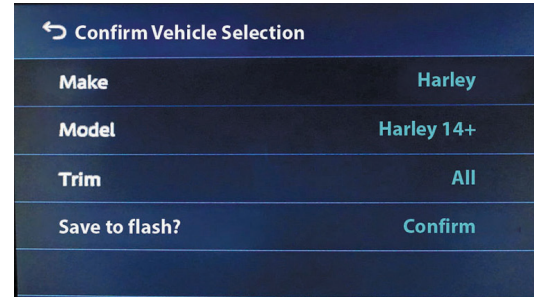 Confirm Vehicle Selection
Make Harley
Model Harley 14+
Trim All
Save to flash? Confirm